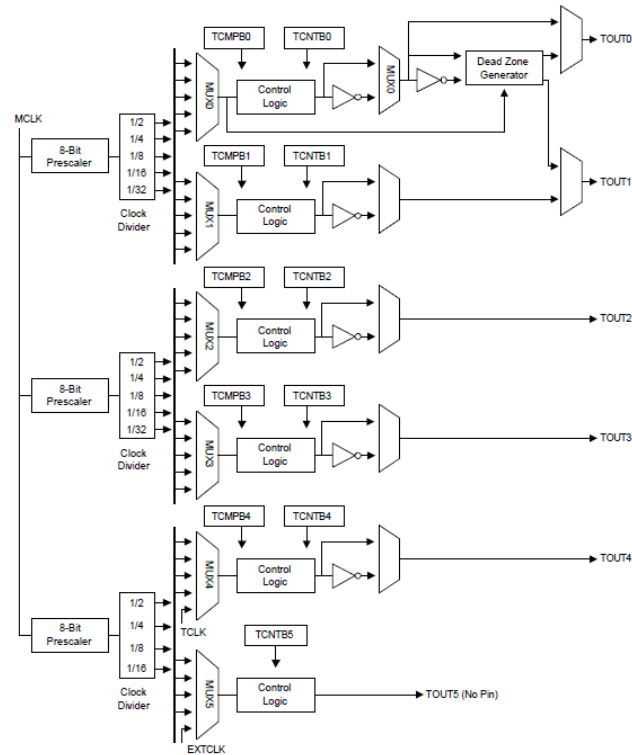 TCMPB0
TCNTB0
TOUT0
MUX0
Control
Logic
MUX0
Dead Zone
Generator
MCLK
8-Bit
Prescaler
1/2
1/4
1/8
1/16
1/32
Clock
Divider
TCMPB1
TCNTB1
MUX1
Control
Logic
TOUT1
TCMPB2
TCNTB2
MUX2
Control
Logic
TOUT2
8-Bit
Prescaler
1/2
1/4
1/8
1/16
1/32
Clock
Divider
TCMPB3
TCNTB3
MUX3
Control
Logic
TOUT3
TCMPB4
TCNTB4
MUX4
Control
Logic
TOUT4
TCLK
8-Bit
Prescaler
1/2
1/4
1/8
1/16
Clock
Divider
TCNTB5
MUX5
Control
Logic
TOUT5 (No Pin)
EXTCLK